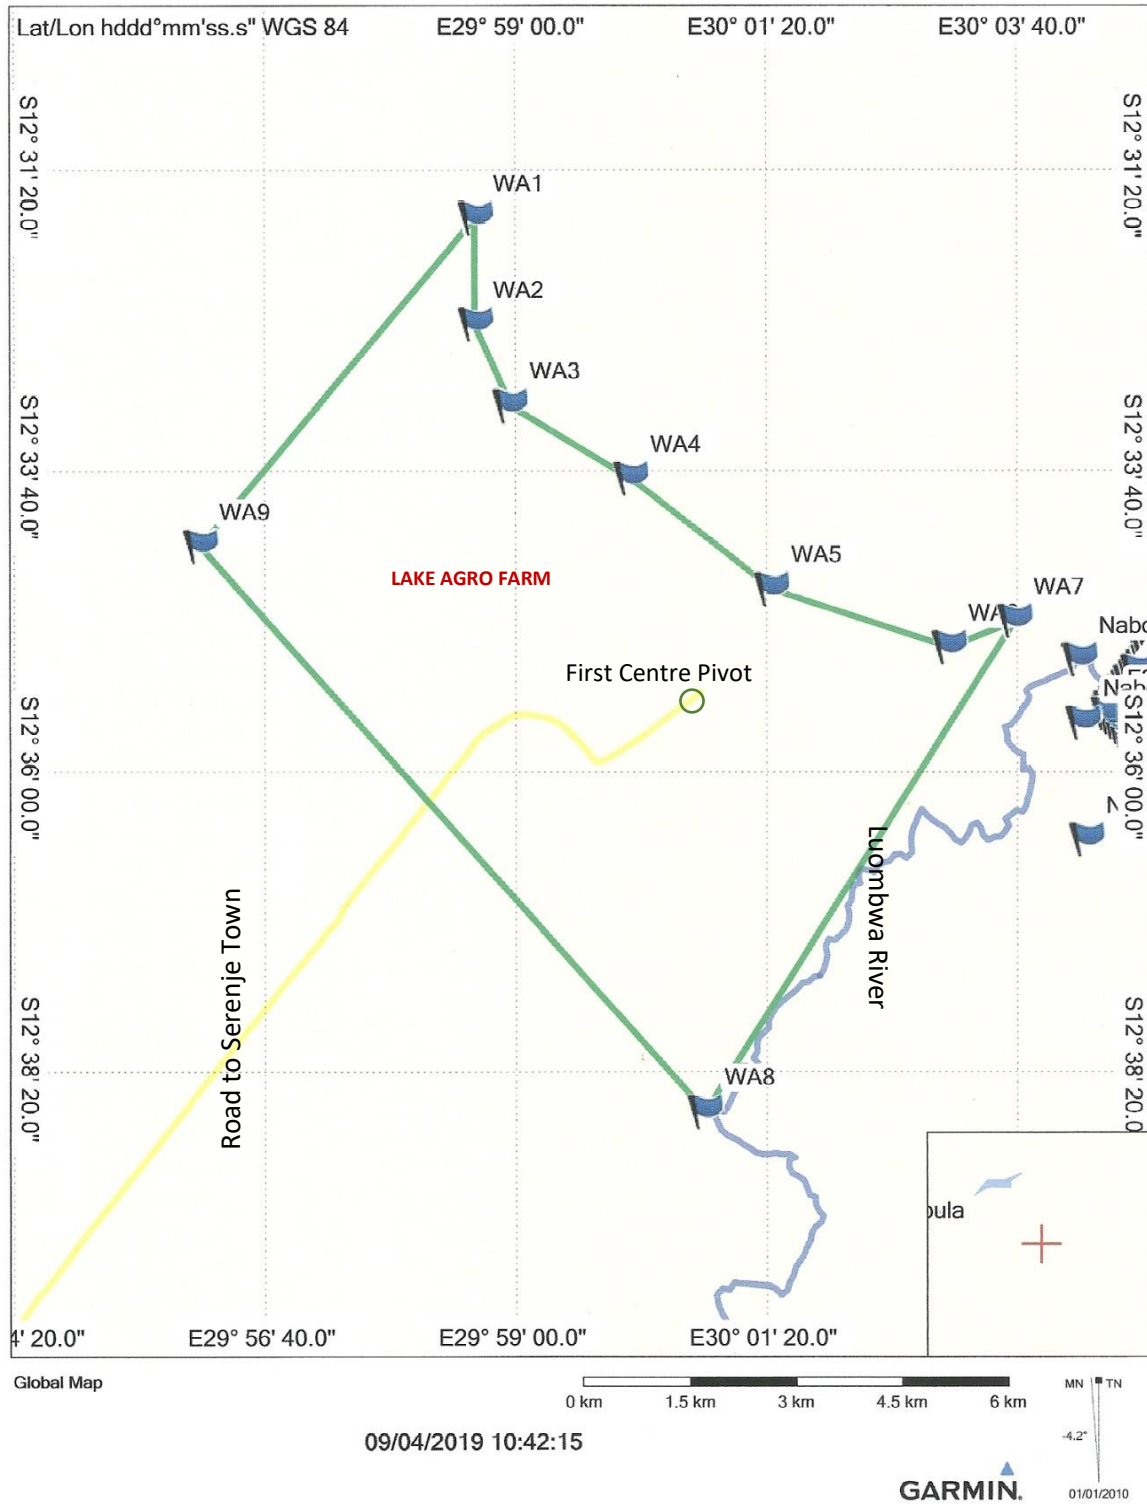 Lat/Lon hddd°mm'ss.s" WGS 84
E29° 59' 00.0"
E30° 01' 20.0"
E30° 03' 40.0"
S12° 31' 20.0"
S12° 31' 20.0"
WA1
WA2
WA3
S12° 33' 40.0"
WA4
S12° 33' 40.0"
WA9
LAKE AGRO FARM
WA5
WA7
Nabo
First Centre Pivot
S12° 36' 00.0"
S12° 36' 00.0"
N
Luombwa River
Road to Serenje Town
S12° 38' 20.0"
WA8
S12° 38' 20.0
bula
4' 20.0"
E29° 56' 40.0"
E29° 59' 00.0"
E30° 01' 20.0"
Global Map
0 km
1.5 km
3 km
4.5 km
6 km
MN
TN
-4.2°
09/04/2019 10:42:15
GARMIN.
01/01/2010